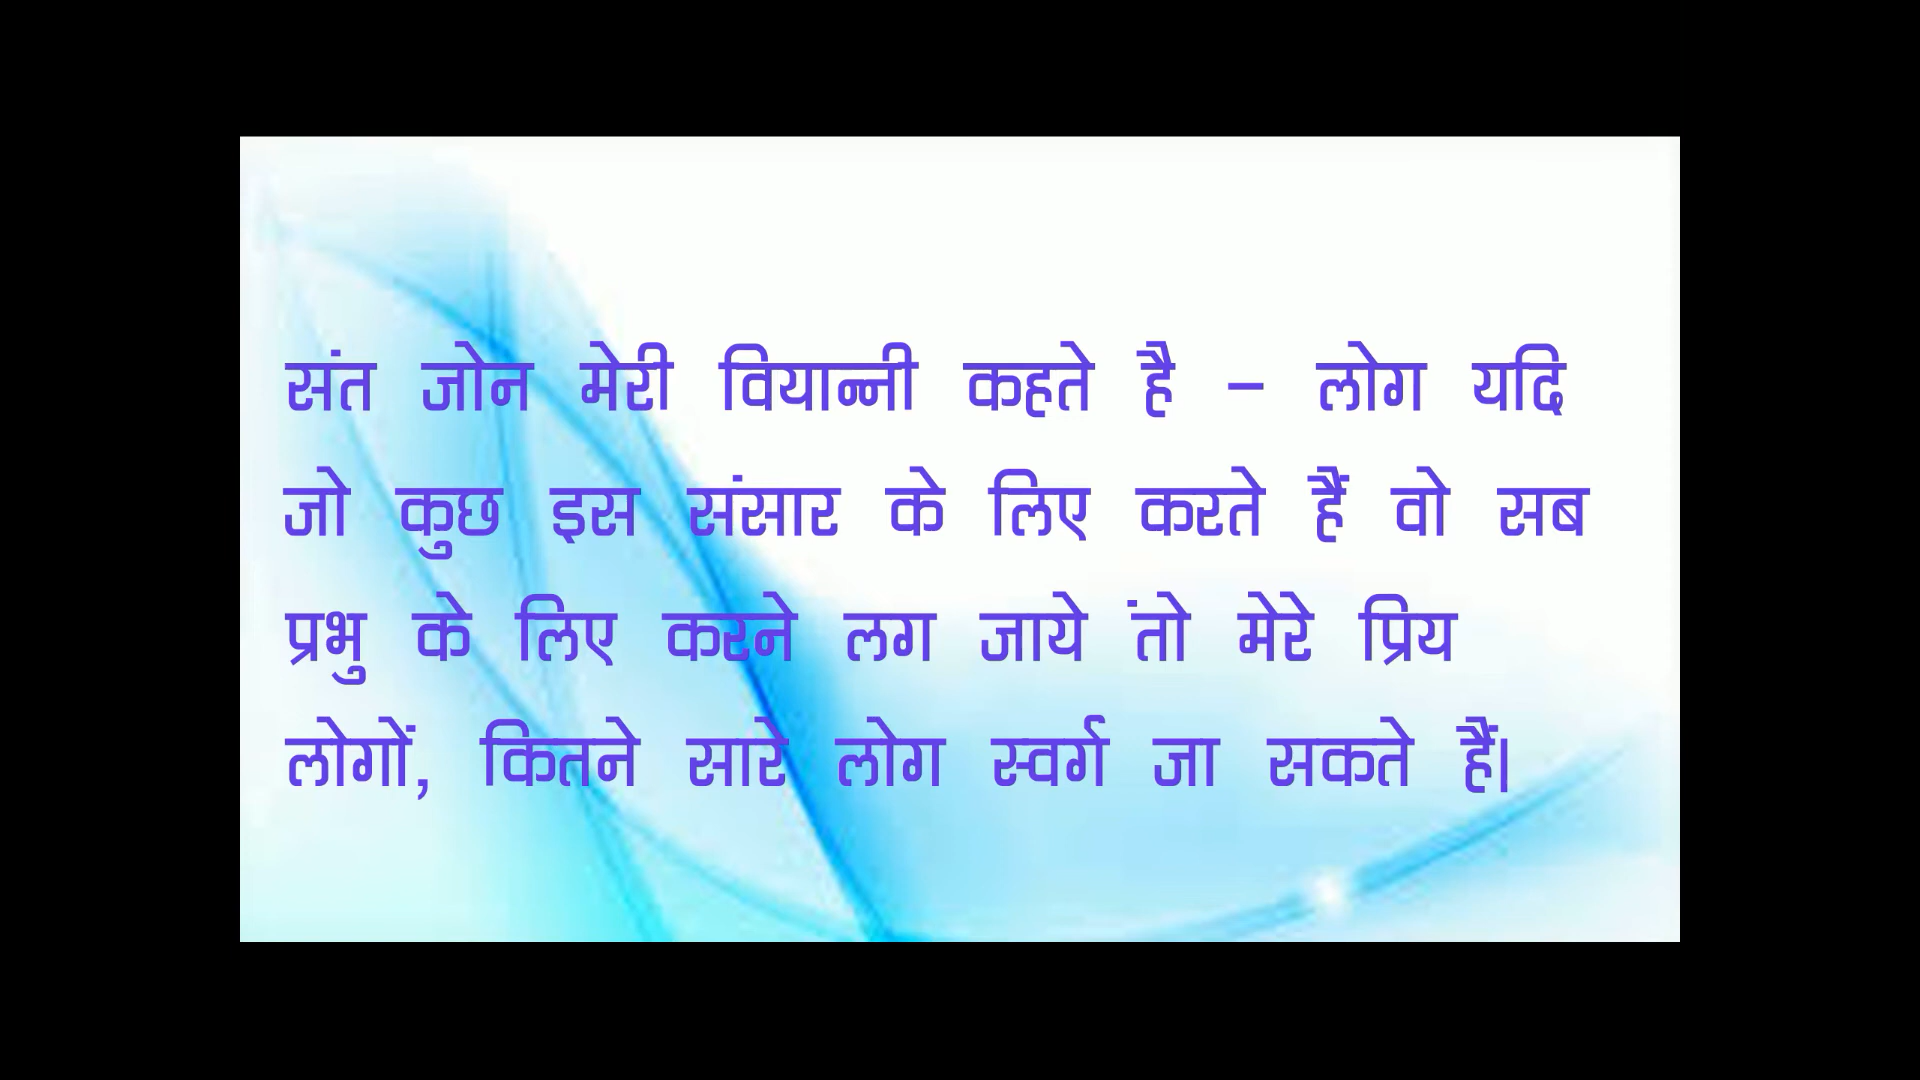 संत जोन मेरी वियान्नी कहते है - लोग यदि
जो कुछ इस संसार के लिए करते हैं वो सब
प्रभु के लिए करने लग जाये ंतो मेरे प्रिय
लोगों, कितने सारे लोग स्वर्ग जा सकते हैं।